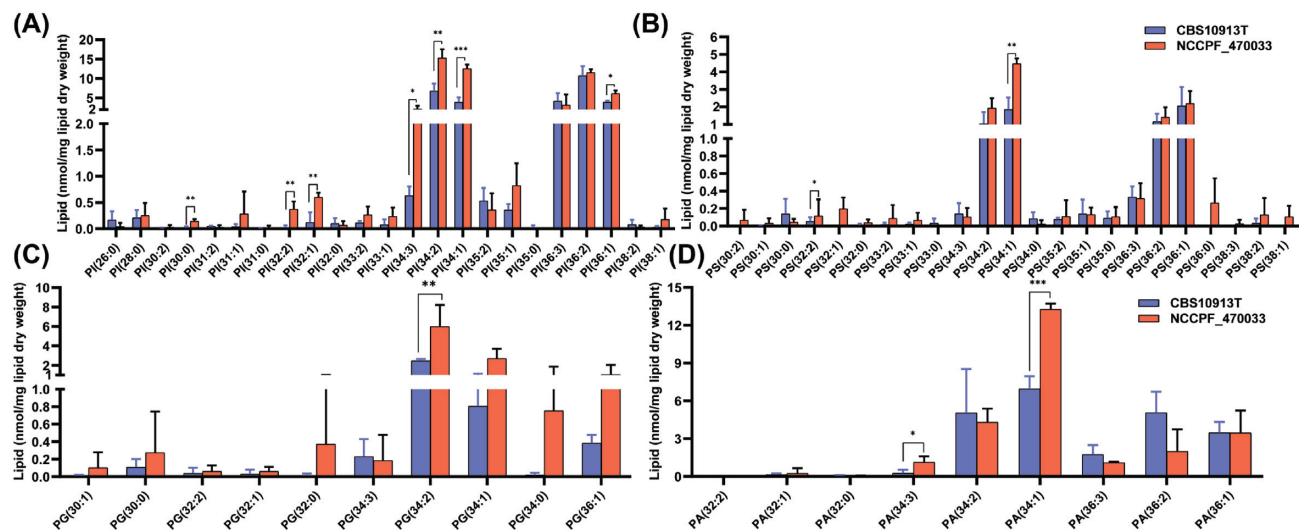 (A)
Lipid (nmol/mg lipid dry weight)
20
15
10
5
2
2.0
1.5
1.0
0.5
0.0
**
**
**
*
**
***
*
PI(26:0)
PI(28:0)
PI(30:2)
PI(30:0)
PI(31:2)
PI(31:1)
PI(31:0)
PI(32:2)
PI(32:1)
PI(32:0)
PI(33:2)
PI(33:1)
PI(34:3)
PI(34:2)
PI(34:1)
PI(35:2)
PI(35:1)
PI(35:0)
PI(36:3)
PI(36:2)
PI(36:1)
PI(38:2)
PI(38:1)
(B)
CBS10913T
NCCPF_470033
Lipid (nmol/mg lipid dry weight)
6
5
4
3
2
1
1.0
0.8
0.6
0.4
0.2
0.0
*
**
PS(30:2)
PS(30:1)
PS(30:0)
PS(32:2)
PS(32:1)
PS(32:0)
PS(33:2)
PS(33:1)
PS(33:0)
PS(34:3)
PS(34:2)
PS(34:1)
PS(34:0)
PS(35:2)
PS(35:1)
PS(35:0)
PS(36:3)
PS(36:2)
PS(36:1)
PS(36:0)
PS(38:3)
PS(38:2)
PS(38:1)
(C)
Lipid (nmol/mg lipid dry weight)
10
8
6
4
2
1
0.8
0.6
0.4
0.2
0.0
**
PG(30:1)
PG(30:0)
PG(32:2)
PG(32:1)
PG(32:0)
PG(34:3)
PG(34:2)
PG(34:1)
PG(34:0)
PG(36:1)
(D)
CBS10913T
NCCPF_470033
Lipid (nmol/mg lipid dry weight)
15
12
9
6
3
0
*
***
PA(32:2)
PA(32:1)
PA(32:0)
PA(34:3)
PA(34:2)
PA(34:1)
PA(36:3)
PA(36:2)
PA(36:1)